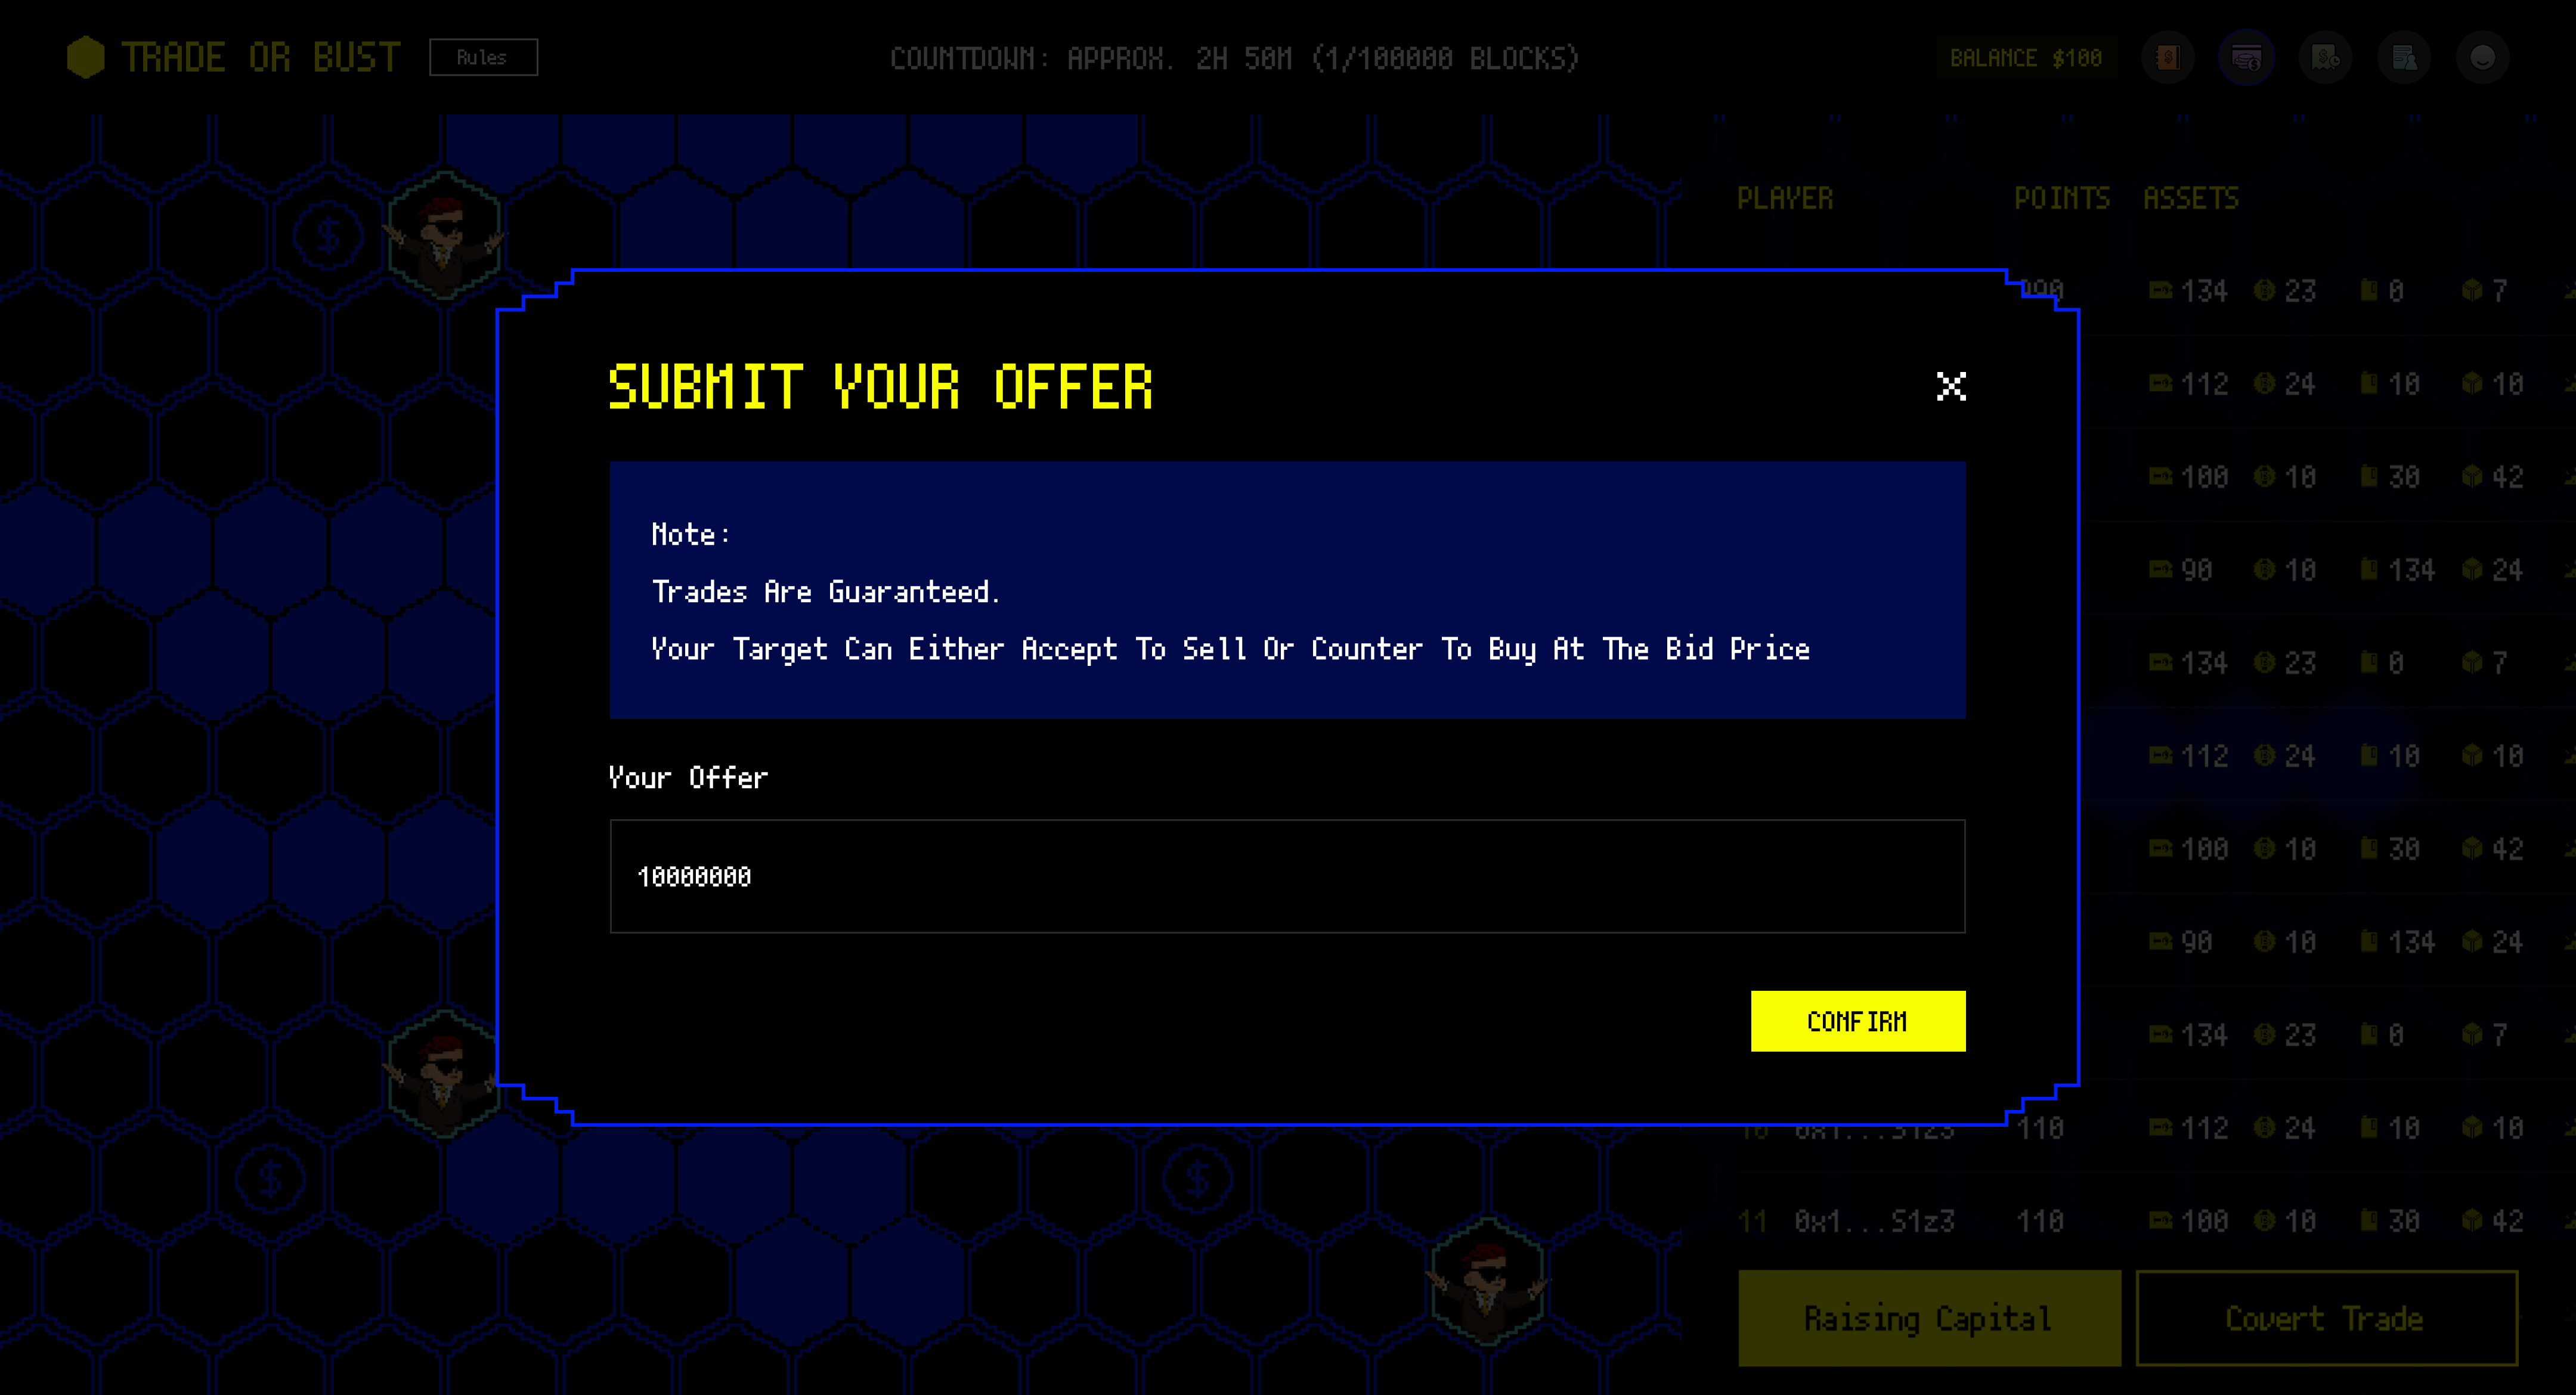 TRADE OR BUST Rules COUNTDOWN: APPROX. 2H 50M (1/100000 BLOCKS) BALANCE $100
PLAYER POINTS ASSETS
134 23 0 7
SUBMIT YOUR OFFER
112 24 10 10
100 10 30 42
Note:
Trades Are Guaranteed.
90 10 134 24
Your Target Can Either Accept To Sell Or Counter To Buy At The Bid Price
134 23 0 7
112 24 10 10
Your Offer
100 10 30 42
10000000
90 10 134 24
CONFIRM
134 23 0 7
110 112 24 10 10
11 0x1...S1z3 110 100 10 30 42
Raising Capital Covert Trade